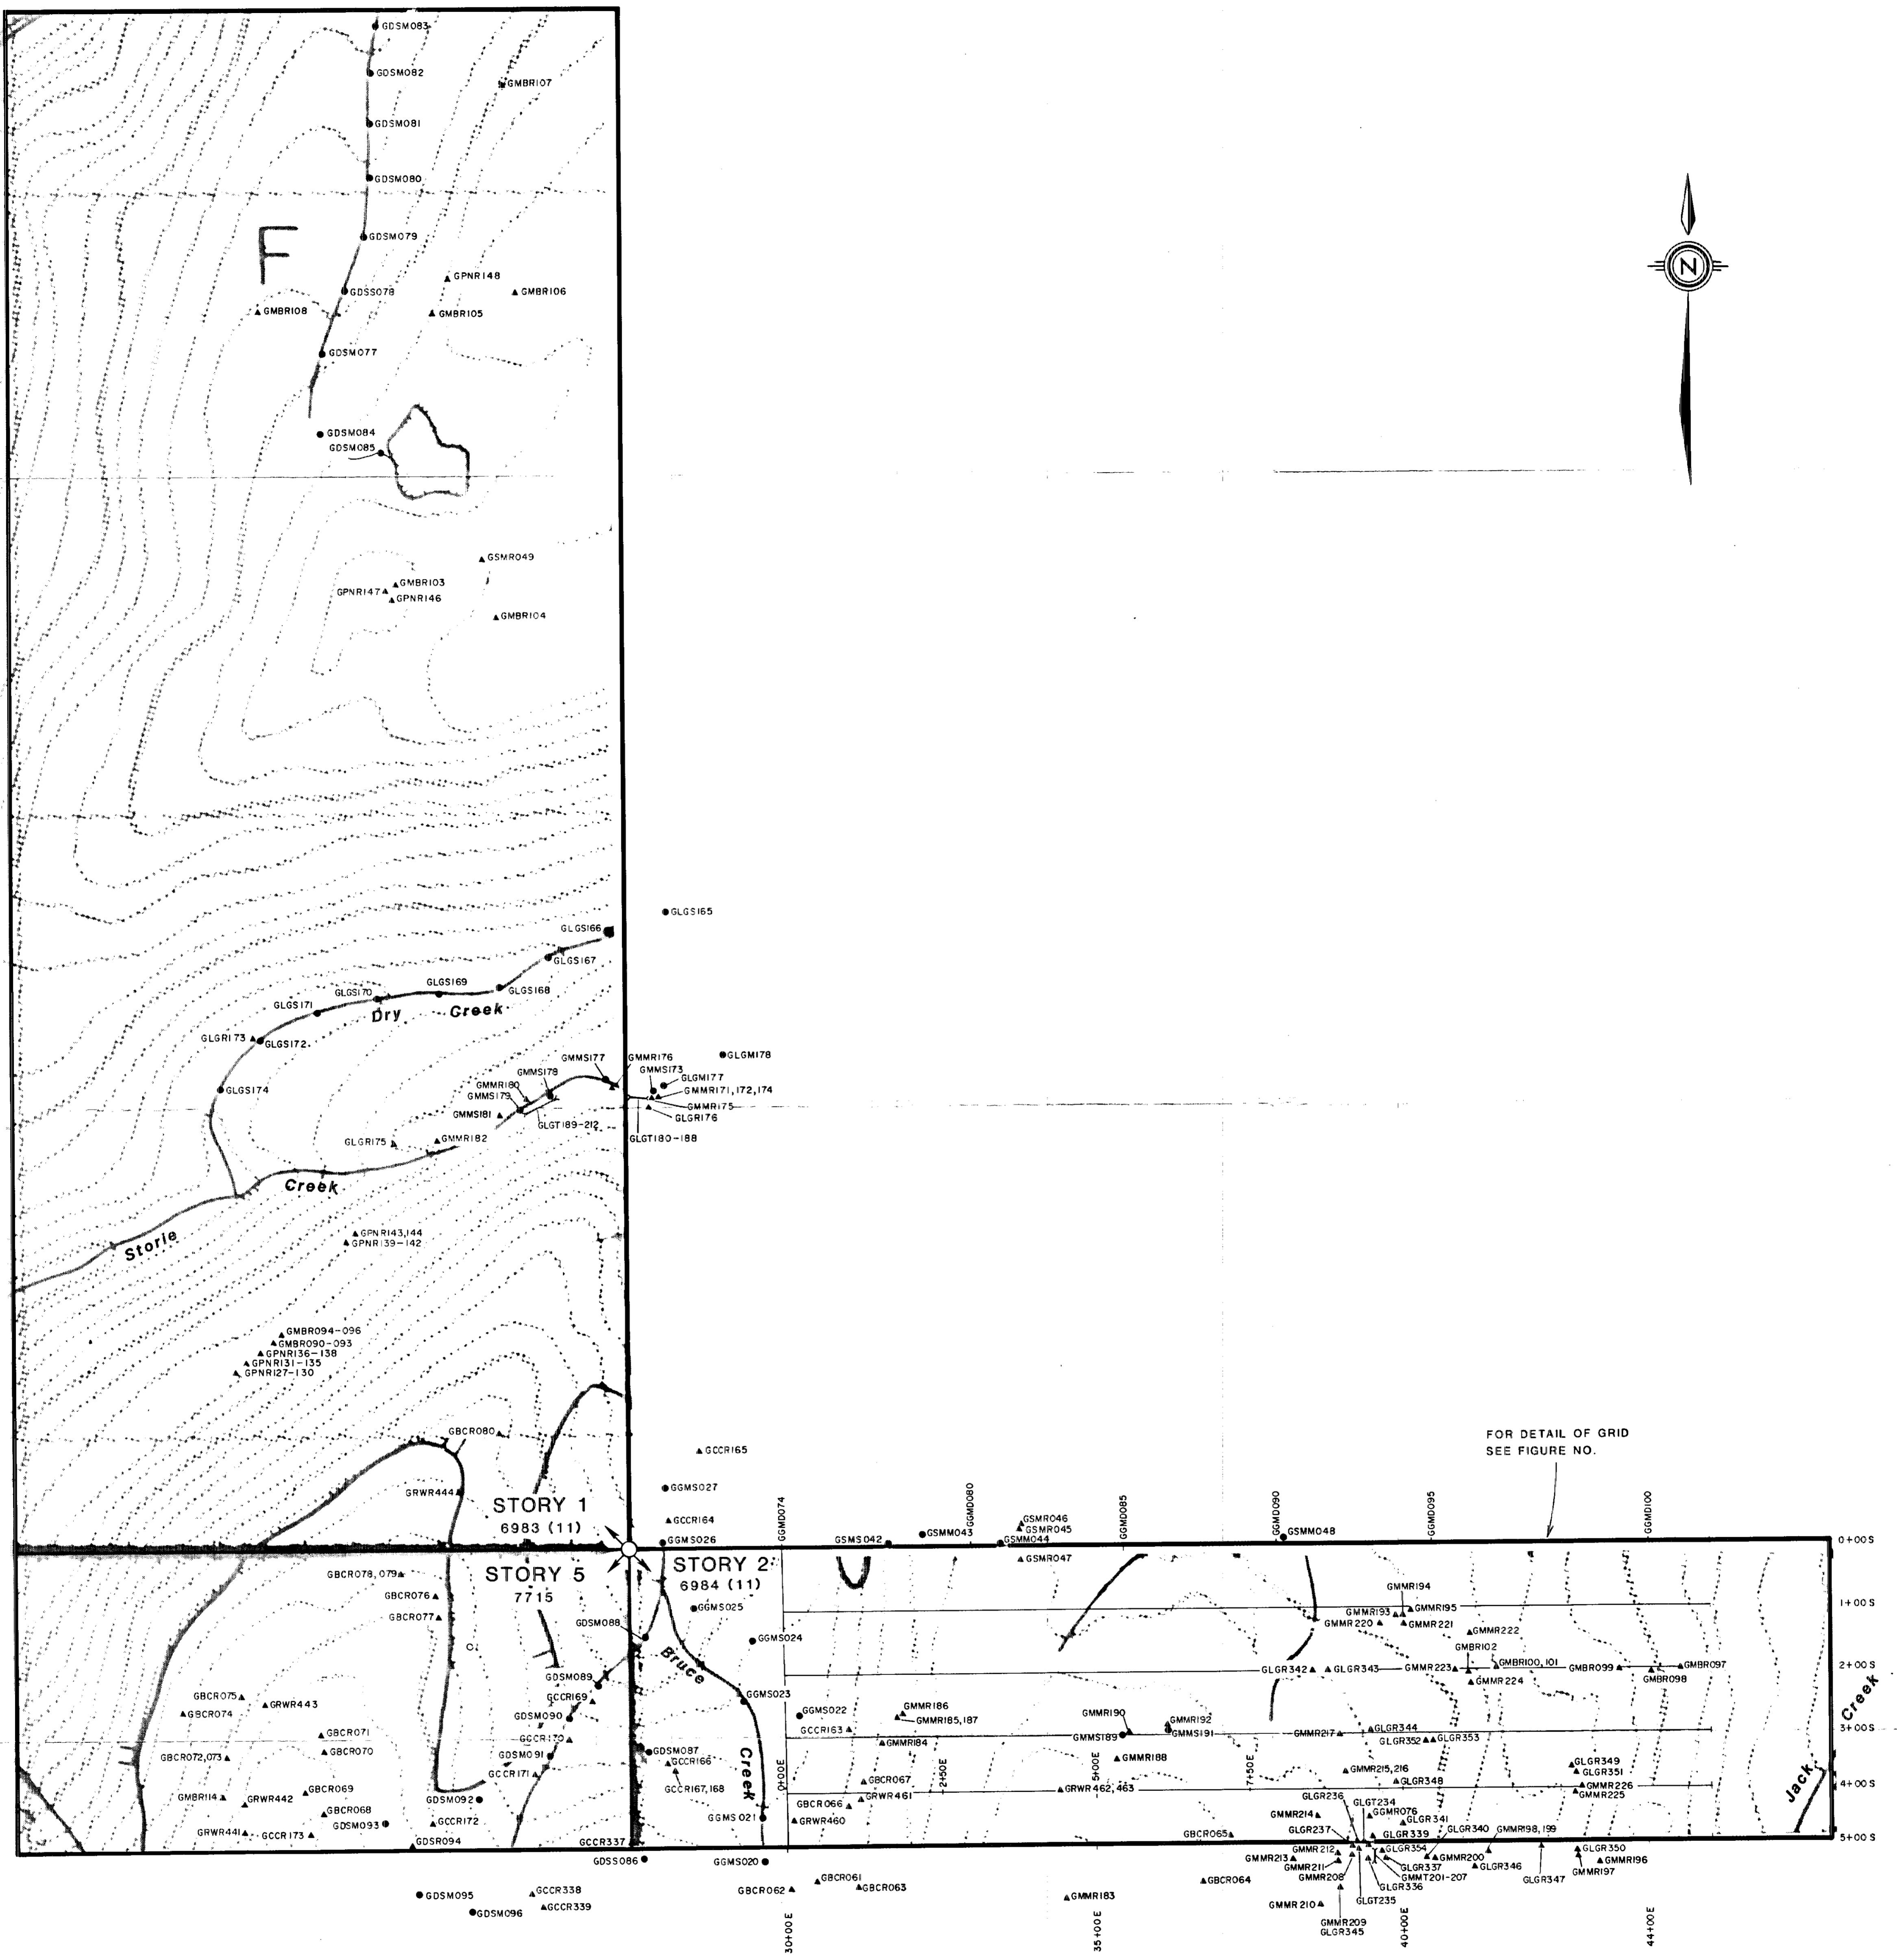 GDSM083
GDSM082
GMBR107
GDSM081
GDSM080
N
GDSM079
F
GPNR148
GDSS078
GMBR106
GMBR108
GMBR105
GDSM077
GDSM084
GDSM085
GSMR049
GMBR103
GPNR147
GPNR146
GMBR104
GLGS165
GLGS166
GLGS167
GLGS169
GLGS168
GLGS170
GLGS171
Dry Creek
GLGR173
GLGS172
GLGS174
GMMS177
GMMR176
GLGM178
GMMS178
GMMS173
GLGM177
GMMR180
GMMR171,172,174
GMMS179
GMMR175
GMMS181
GLGR176
GLGT189-212
GLGR175
GMMR182
GLGT180-188
Creek
Storie
GPNR143,144
GPNR139-142
GMBR094-096
GMBR090-093
GPNR136-138
GPNR131-135
GPNR127-130
GBCR080
FOR DETAIL OF GRID
SEE FIGURE NO.
GCCR165
GRWR444
GGMS027
STORY 1
6983 (11)
GCCR164
GGMS026
GGMD074
GGMD080
GGMD085
GGMD090
GGMD095
GGMD100
GSMR046
GSMR045
GSMM043
GSMS042
GSMM044
GSMM048
0+00S
STORY 5
7715
STORY 2
6984 (11)
GSMR047
GBCR078,079
GBCR076
GBCR077
GGMS025
GMMR194
GMMR195
GMMR193
1+00S
GDSM088
GMMR220
GMMR221
GMMR222
GGMS024
Bruce
GMBR102
GMBR100,101
GLGR342
GLGR343
GMMR223
GMBR099
GMBR097
2+00S
GMBR098
GMMR224
GDSM089
GBCR075
GRWR443
GCCR169
GGMS023
GBCR074
GDSM090
GGMS022
GMMR186
GMMR185,187
GMMR190
GMMR192
Creek
GCCR163
GMMS189
GMMS191
GMMR217
GLGR344
3+00S
GBCR071
GCCR170
GMMR184
GLGR352
GLGR353
GBCR070
GBCR072,073
GDSM091
GDSM087
GCCR166
GMMR188
GLGR349
GCCR171
GMMR215,216
GLGR351
GCCR167,168
Creek
0+00E
2+50E
5+00E
7+50E
GBCR067
GLGR348
GMMR226
4+00S
GMBR114
GBCR069
GRWR462,463
GMMR225
Jack
GRWR442
GDSM092
GBCR066
GRWR461
GLGR236
GLGT234
GBCR068
GCCR172
GGMS021
GRWR460
GMMR214
GGMR076
GLGR341
GDSM093
GRWR441
GCCR173
GLGR237
GLGR339
GLGR340
GMMR198,199
GDSR094
GCCR337
GBCR065
5+00S
GMMR212
GLGR354
GLGR350
GDSS086
GGMS020
GMMR213
GMMR200
GMMR196
GMMR211
GLGR337
GLGR346
GMMR197
GMMR208
GMMT201-207
GLGR347
GBCR061
GBCR064
GLGR336
GCCR338
GBCR062
GBCR063
GDSM095
GMMR183
GLGT235
GCCR339
GMMR210
GDSM096
GMMR209
GLGR345
30+00E
35+00E
40+00E
44+00E